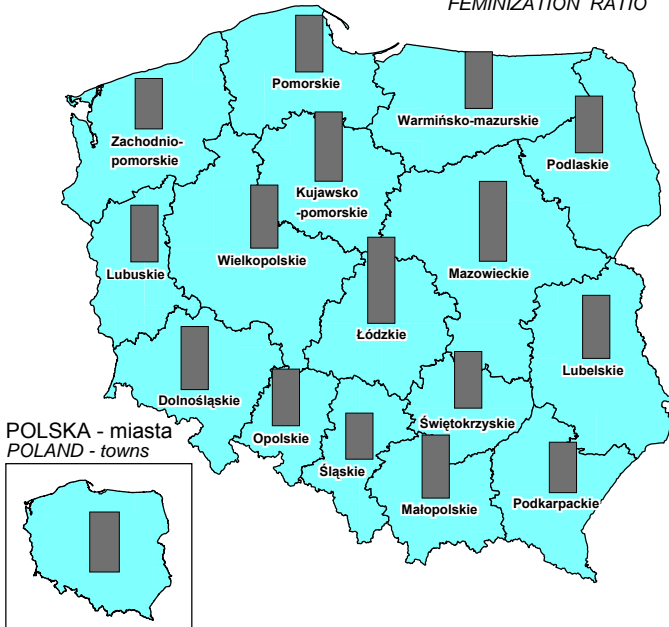 FEMINIZATION RATIO
Pomorskie
Warmińsko-mazurskie
Zachodnio-
pomorskie
Podlaskie
Kujawsko
-pomorskie
Wielkopolskie
Mazowieckie
Lubuskie
Łódzkie
Lubelskie
Dolnośląskie
Świętokrzyskie
Opolskie
Śląskie
Małopolskie
Podkarpackie
POLSKA - miasta
POLAND - towns